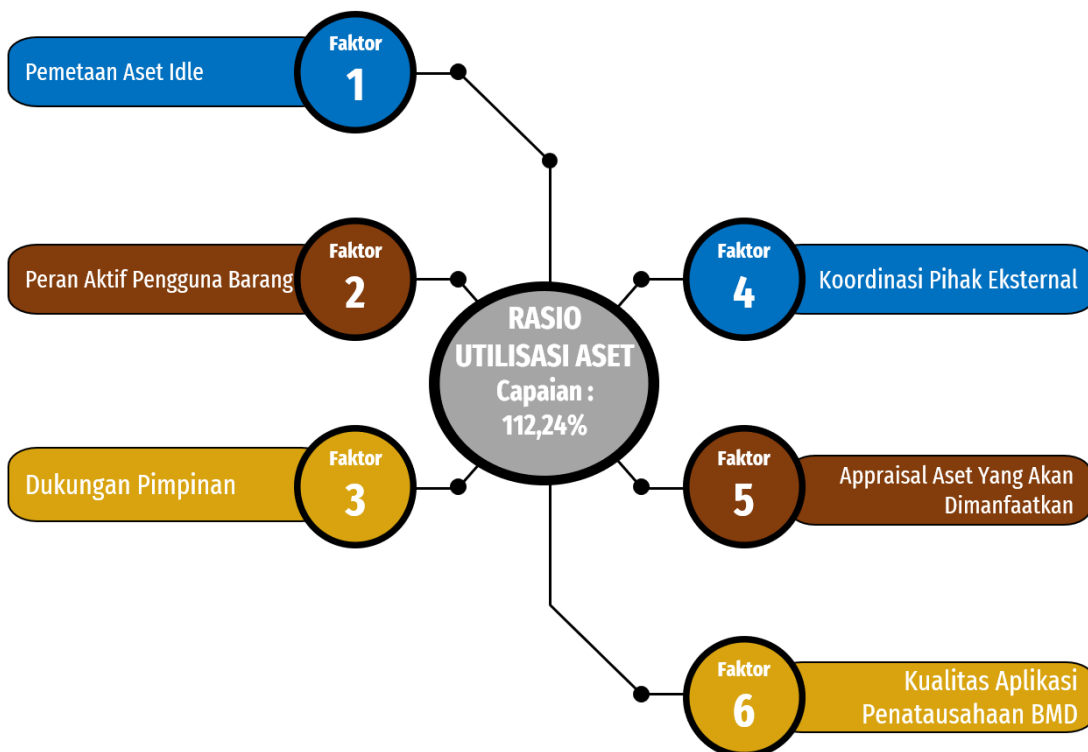 Faktor
1
Pemetaan Aset Idle
Faktor
2
Peran Aktif Pengguna Barang
Faktor
3
Dukungan Pimpinan
RASIO
UTILISASI ASET
Capaian :
112,24%
Faktor
4
Koordinasi Pihak Eksternal
Faktor
5
Appraisal Aset Yang Akan
Dimanfaatkan
Faktor
6
Kualitas Aplikasi
Penatausahaan BMD